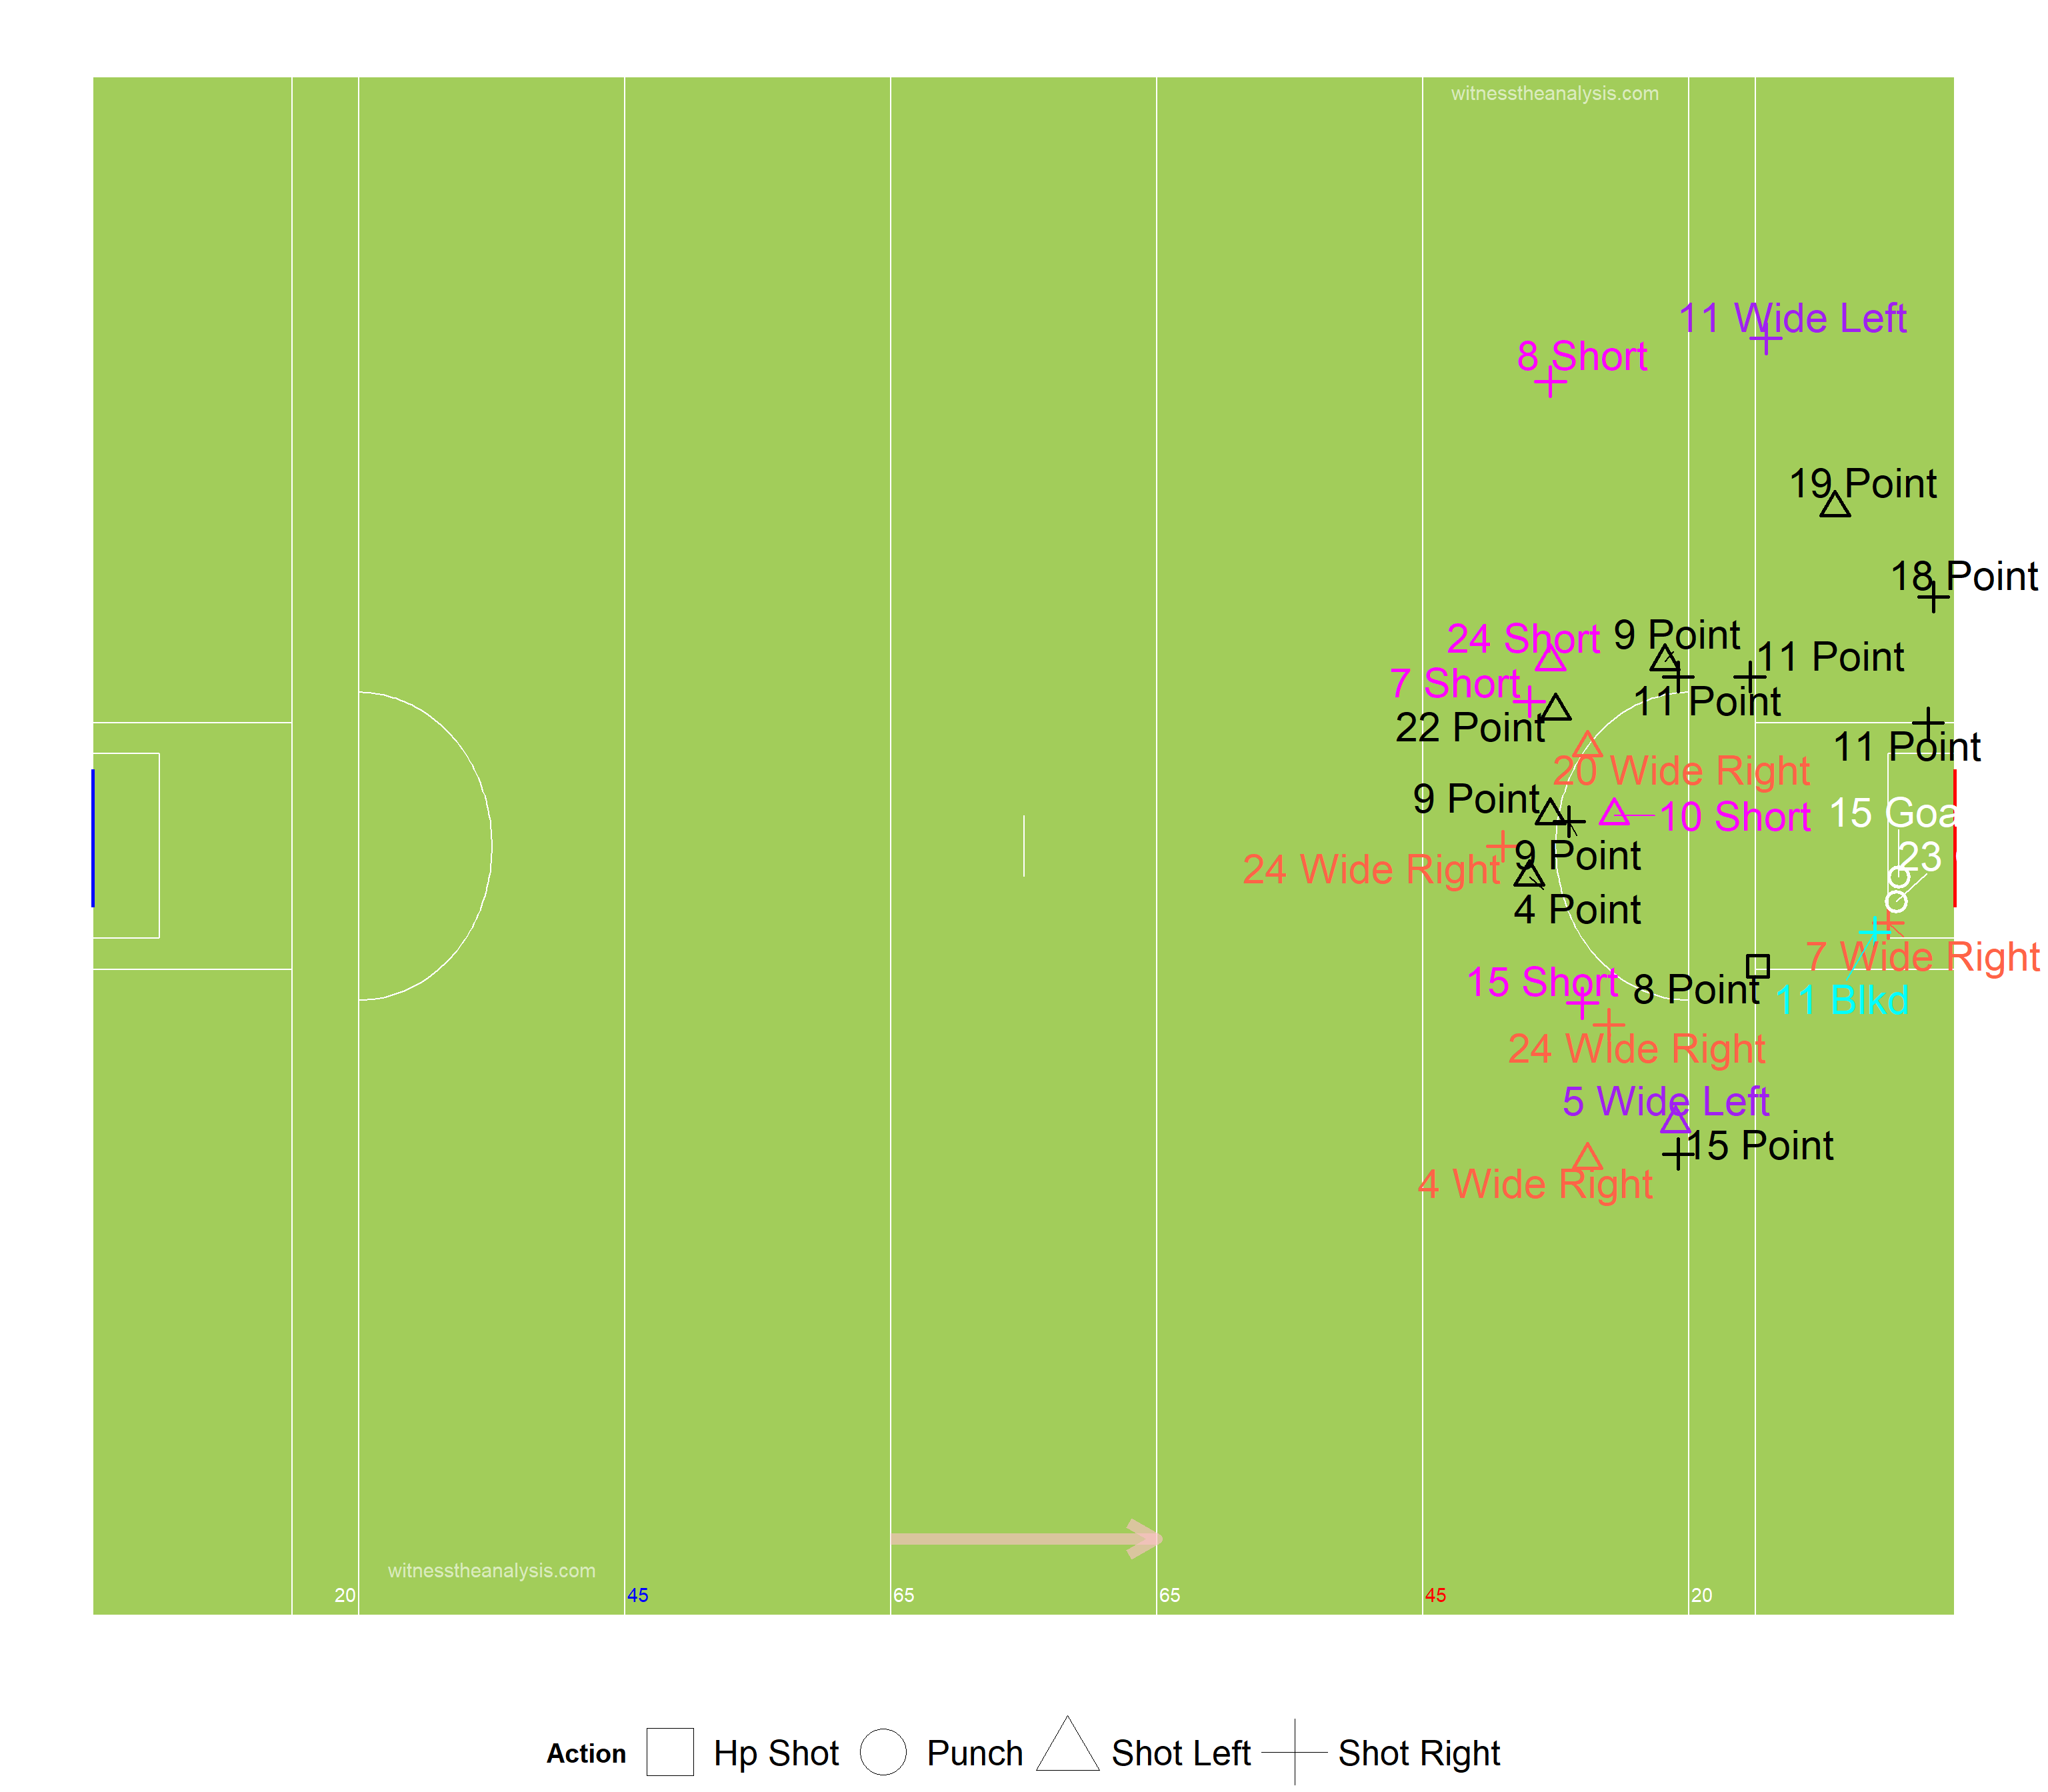 witnesstheanalysis.com
11 Wide Left
8 Short
19 Point
18 Point
24 Short
9 Point
11 Point
7 Short
11 Point
22 Point
11 Point
20 Wide Right
9 Point
10 Short
15 Goa
23
9 Point
24 Wide Right
4 Point
7 Wide Right
15 Short
8 Point
11 Blkd
24 Wide Right
5 Wide Left
15 Point
4 Wide Right
witnesstheanalysis.com
20
45
65
65
45
20
Action
Hp Shot
Punch
Shot Left
Shot Right